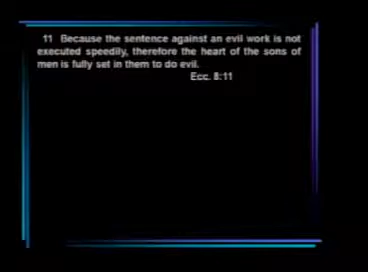 11 Because the sentence against an evil work is not
executed speedily, therefore the heart of the sons of
men is fully set in them to do evil.
Ecc. 8:11